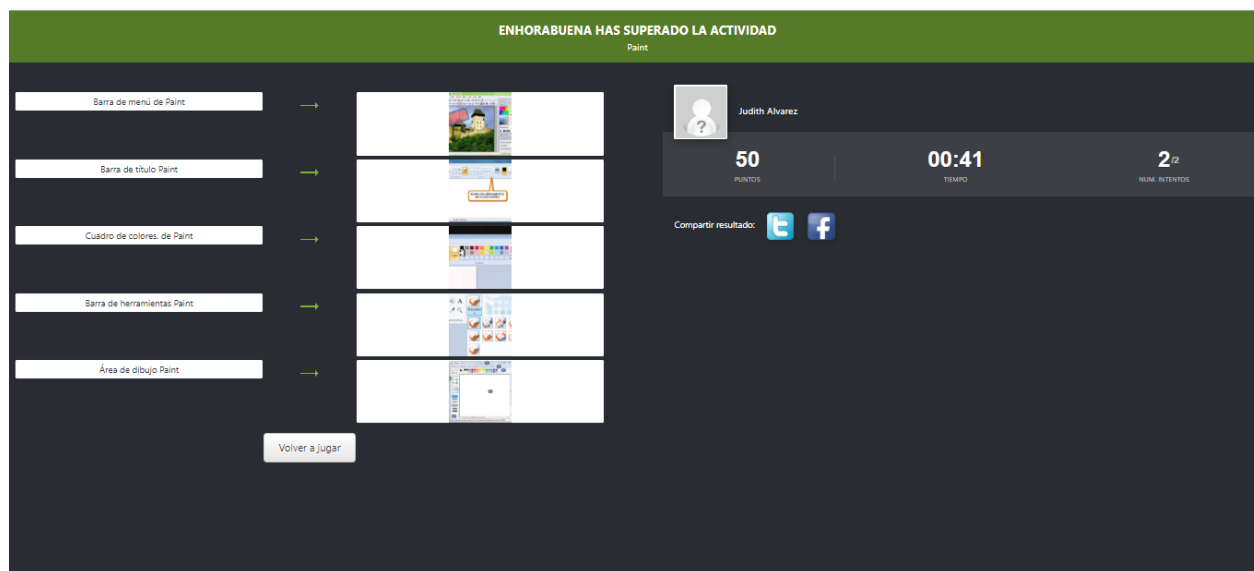 ENHORABUENA HAS SUPERADO LA ACTIVIDAD
Paint
Barra de menú de Paint
Barra de título Paint
Cuadro de colores. de Paint
Barra de herramientas Paint
Área de dibujo Paint
Volver a jugar
Judith Alvarez
50
PUNTOS
00:41
TIEMPO
2/2
NUM. INTENTOS
Compartir resultado: